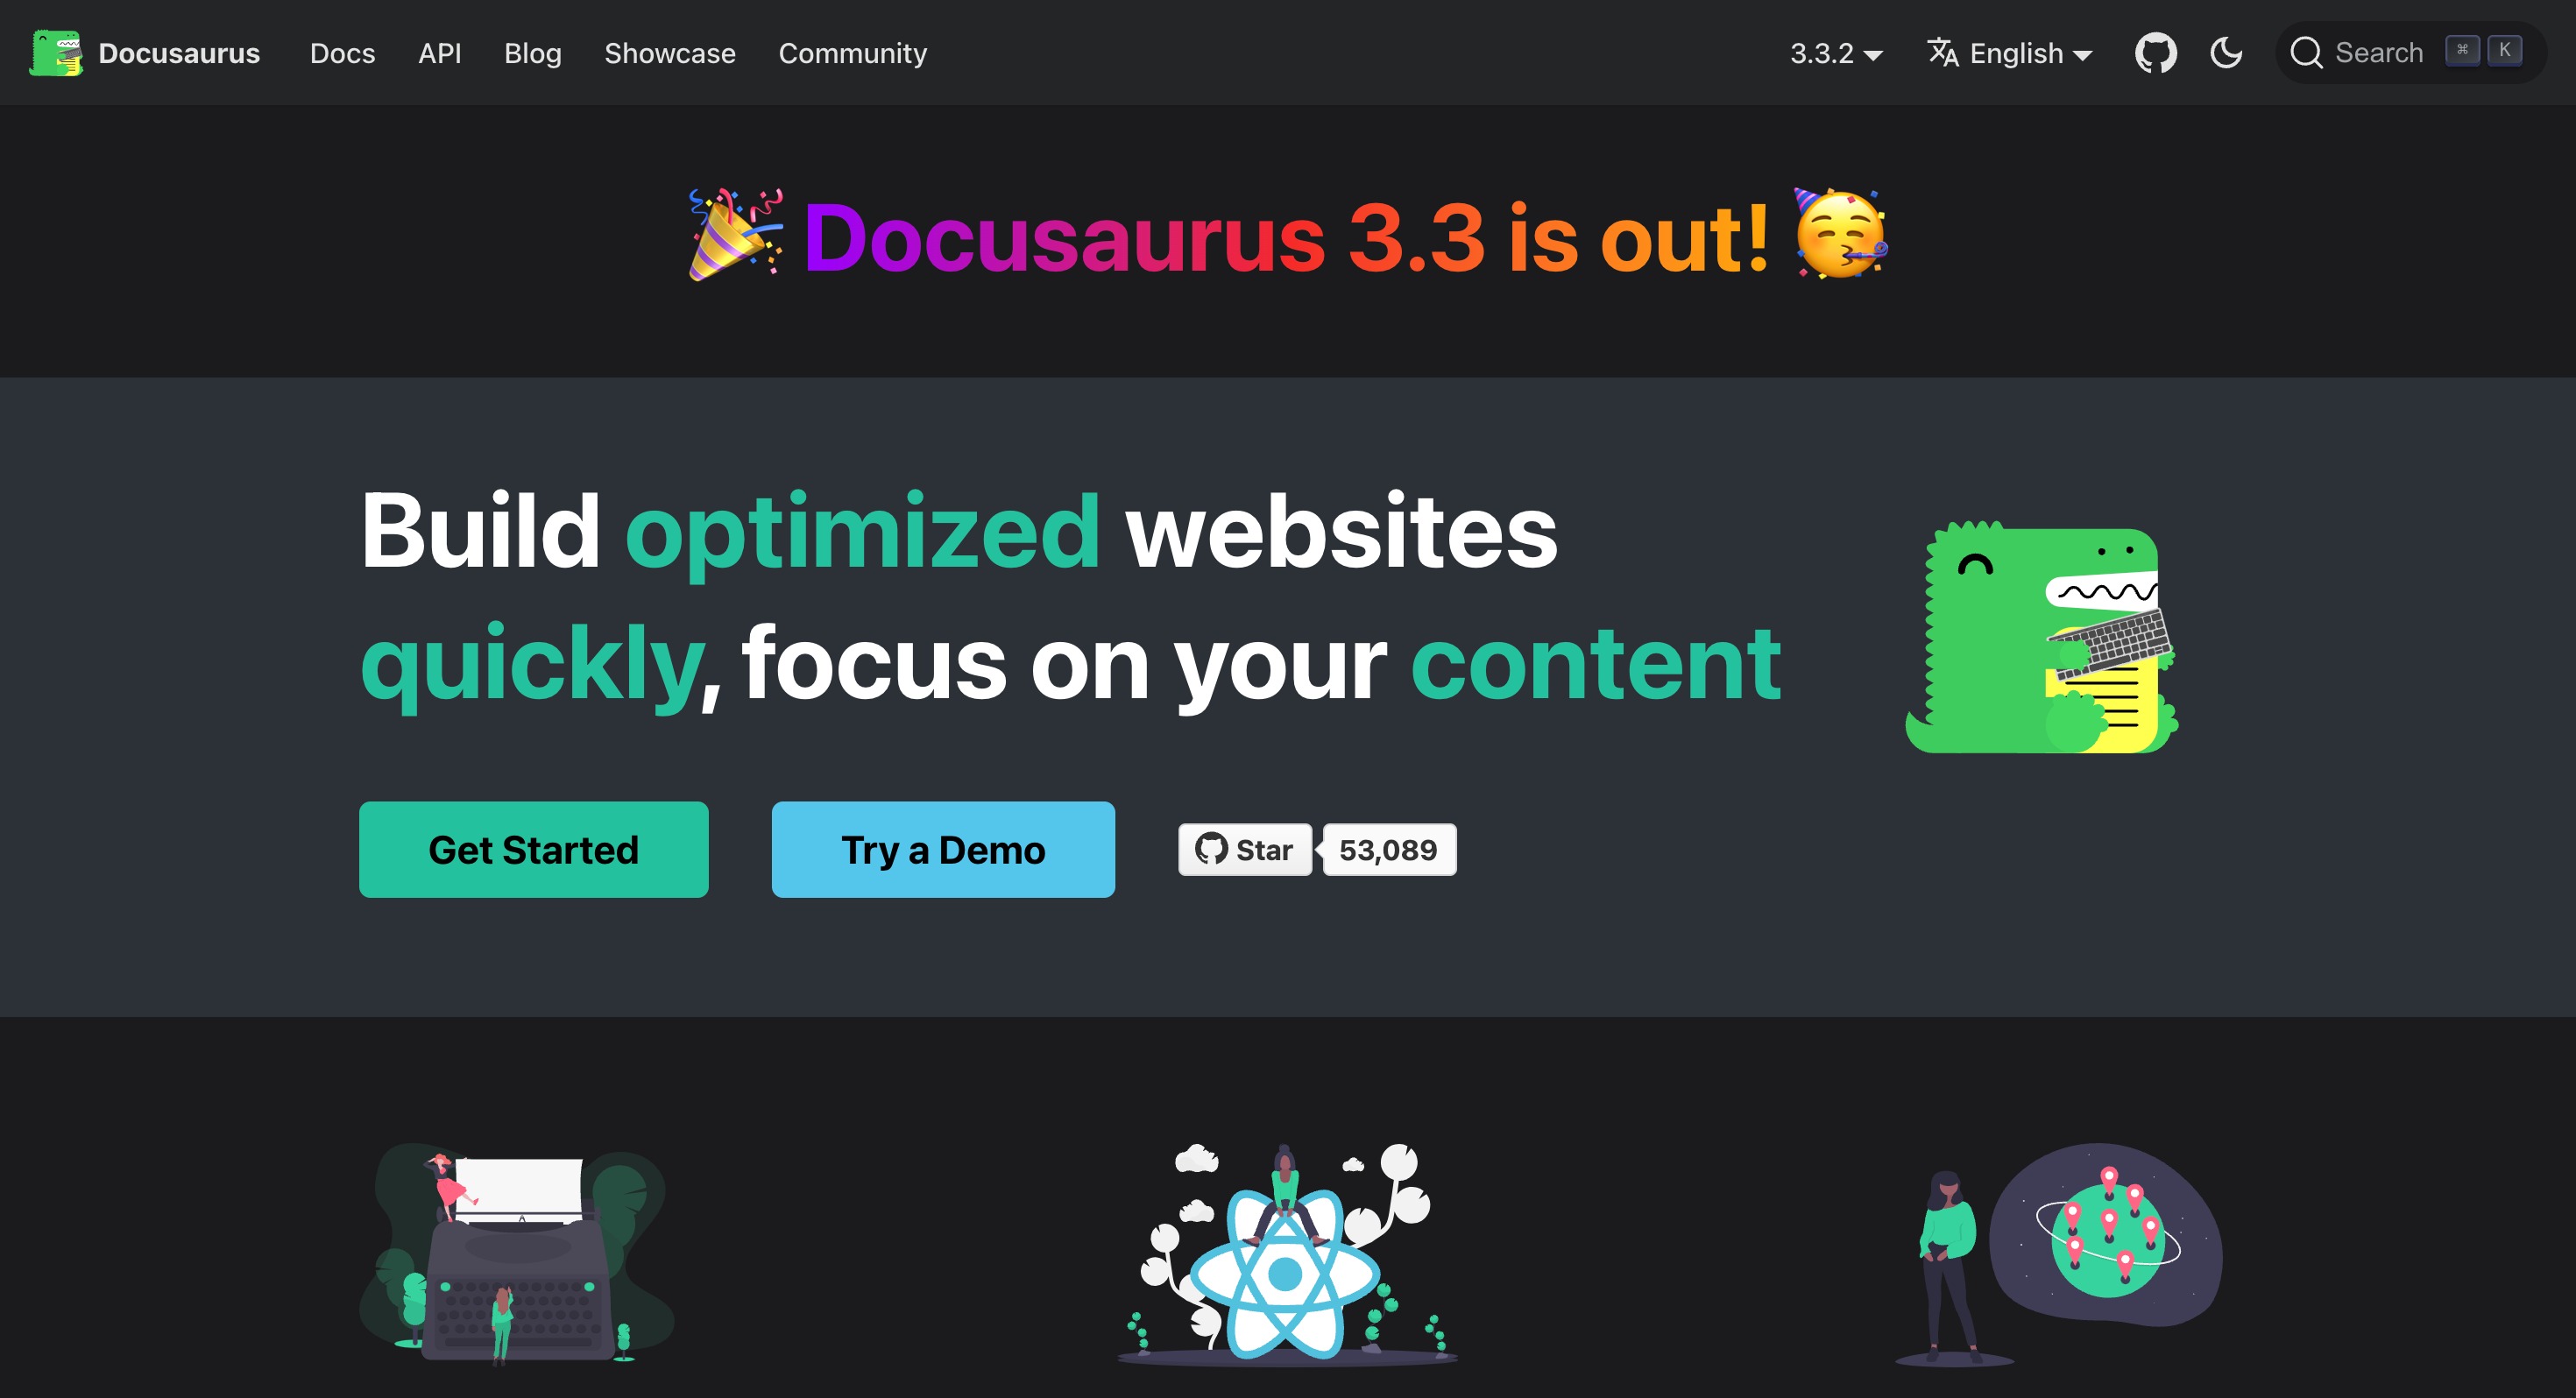 Docusaurus Docs API Blog Showcase Community 3.3.2 English Search ⌘ K
🎉 Docusaurus 3.3 is out! 🥳
Build optimized websites
quickly, focus on your content
Get Started Try a Demo Star 53,089